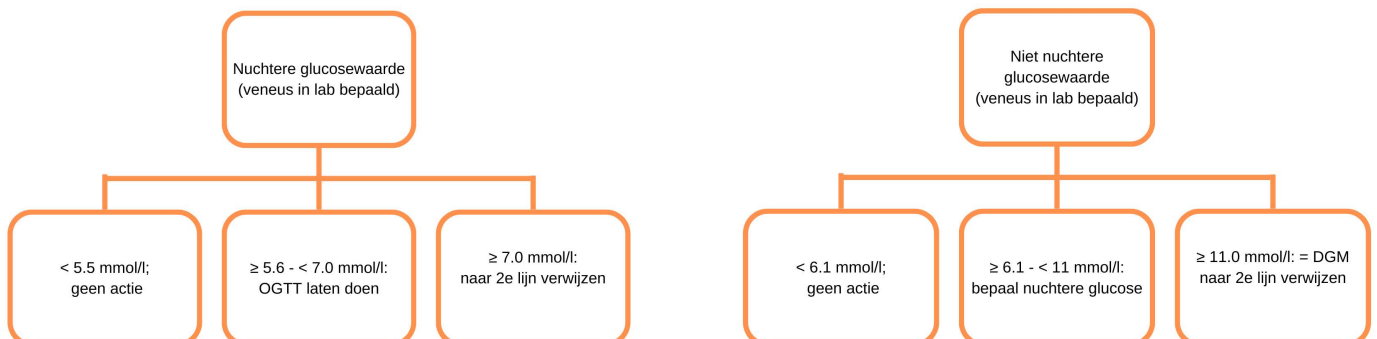 Nuchtere glucosewaarde
(veneus in lab bepaald)
< 5.5 mmol/l;
geen actie
≥ 5.6 - < 7.0 mmol/l:
OGTT laten doen
≥ 7.0 mmol/l:
naar 2e lijn verwijzen
Niet nuchtere
glucosewaarde
(veneus in lab bepaald)
< 6.1 mmol/l;
geen actie
≥ 6.1 - < 11 mmol/l:
bepaal nuchtere glucose
≥ 11.0 mmol/l: = DGM
naar 2e lijn verwijzen